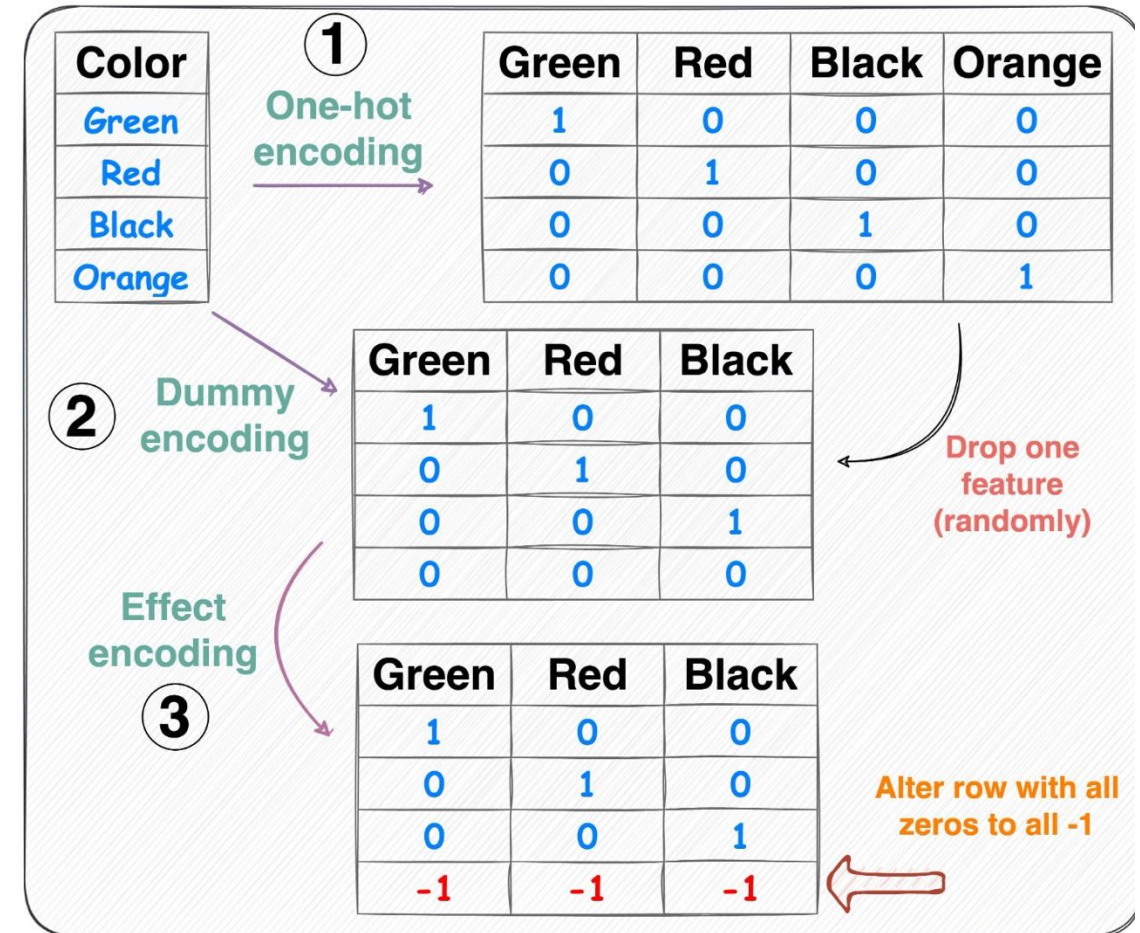 Color
Green
Red
Black
Orange
1
One-hot
encoding
Green Red Black Orange
1 0 0 0
0 1 0 0
0 0 1 0
0 0 0 1
2
Dummy
encoding
Green Red Black
1 0 0
0 1 0
0 0 1
0 0 0
Drop one
feature
(randomly)
Effect
encoding
3
Green Red Black
1 0 0
0 1 0
0 0 1
-1 -1 -1
Alter row with all
zeros to all -1